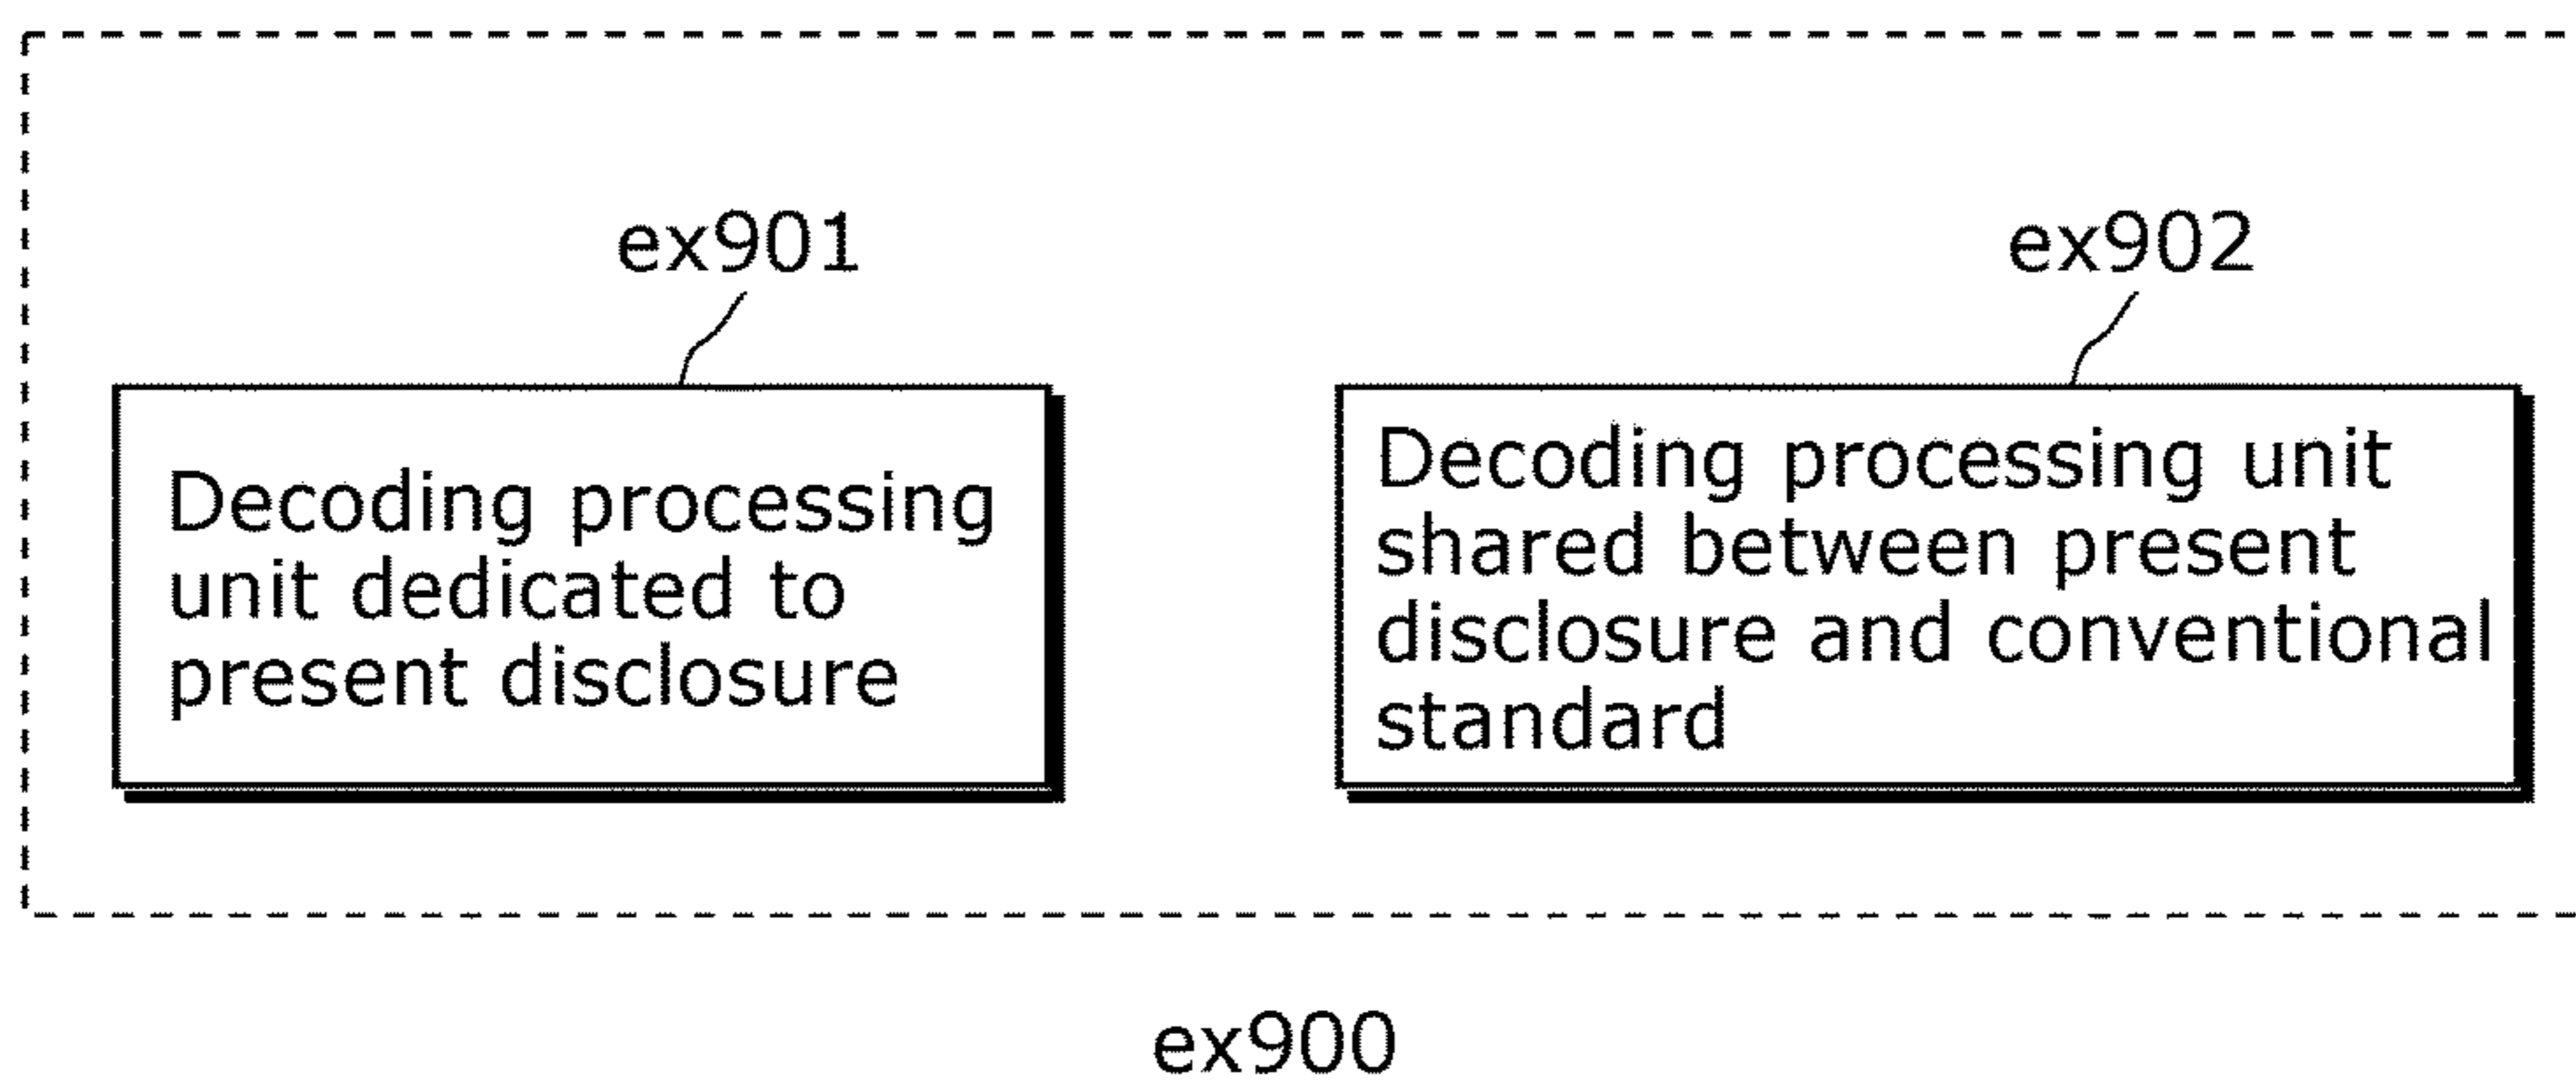 ex901
Decoding processing
unit dedicated to
present disclosure
ex902
Decoding processing unit
shared between present
disclosure and conventional
standard
ex900